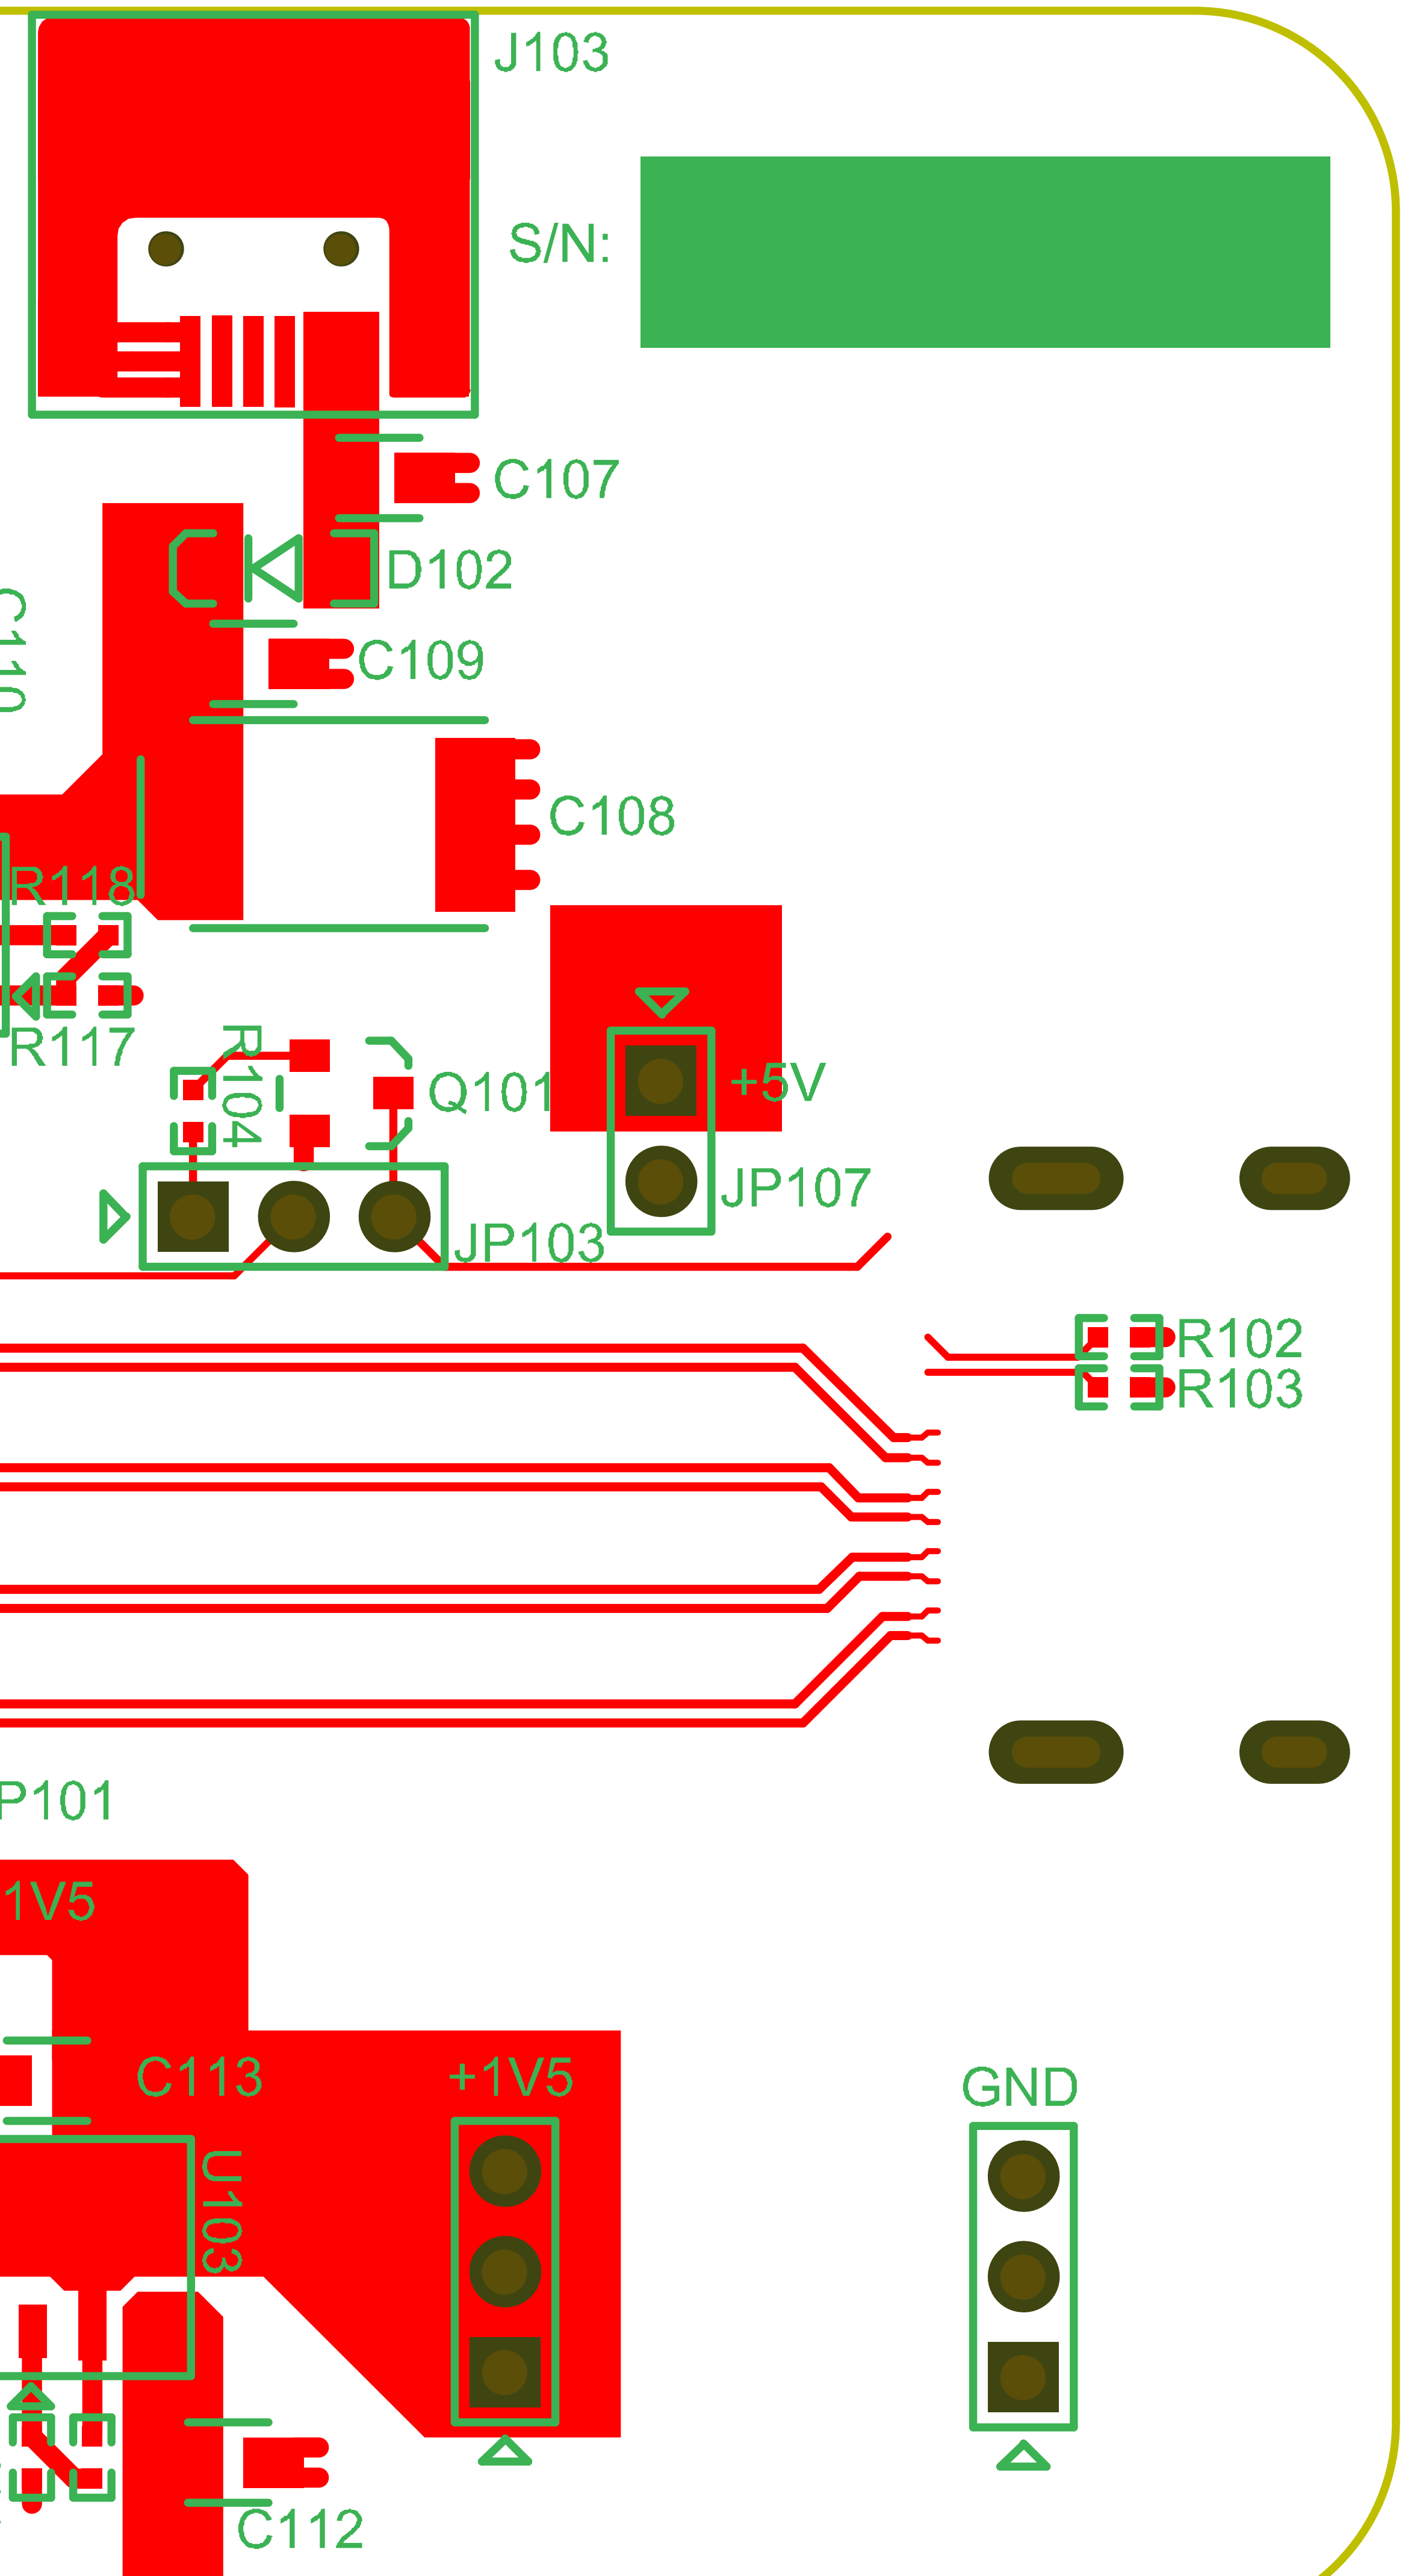 J103
S/N:
C107
D102
C109
C110
C108
R118
R117
R104
Q101
+5V
JP107
JP103
R102
R103
P101
1V5
C113
+1V5
GND
U103
C112